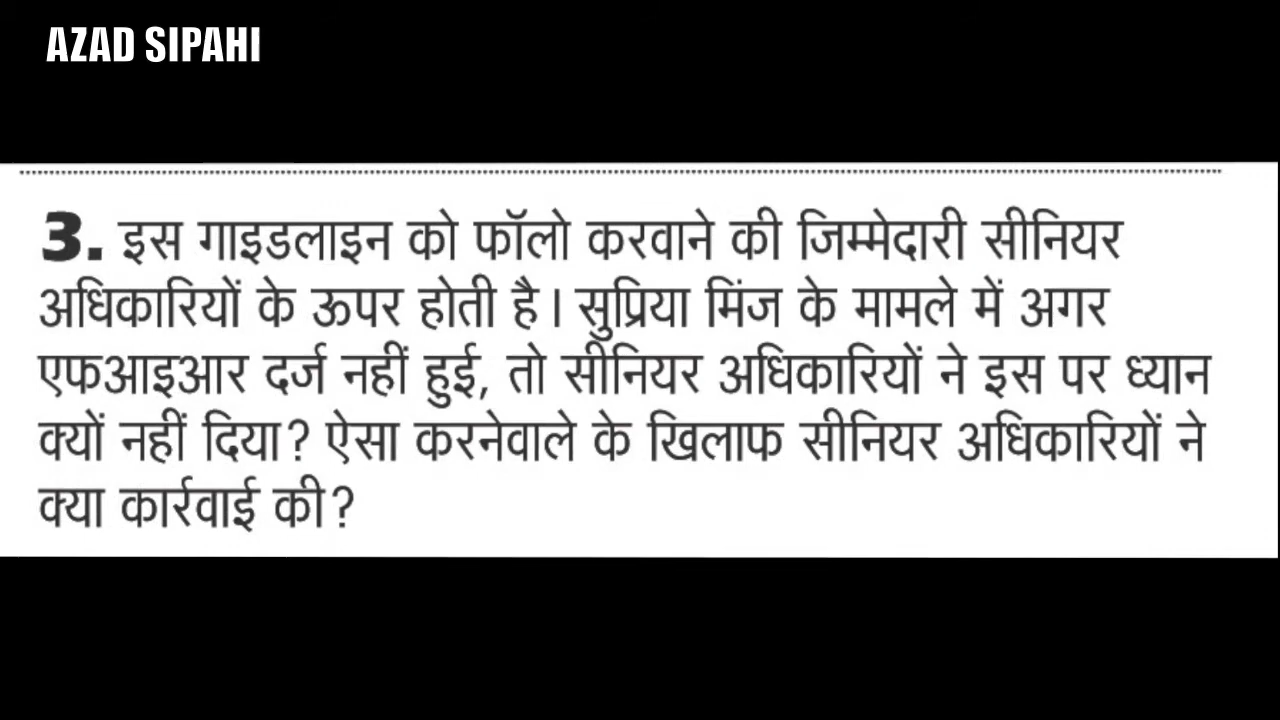 AZAD SIPAHI
3. इस गाइडलाइन को फॉलो करवाने की जिम्मेदारी सीनियर
अधिकारियों के ऊपर होती है। सुप्रिया मिंज के मामले में अगर
एफआइआर दर्ज नहीं हुई, तो सीनियर अधिकारियों ने इस पर ध्यान
क्यों नहीं दिया? ऐसा करनेवाले के खिलाफ सीनियर अधिकारियों ने
क्या कार्रवाई की?